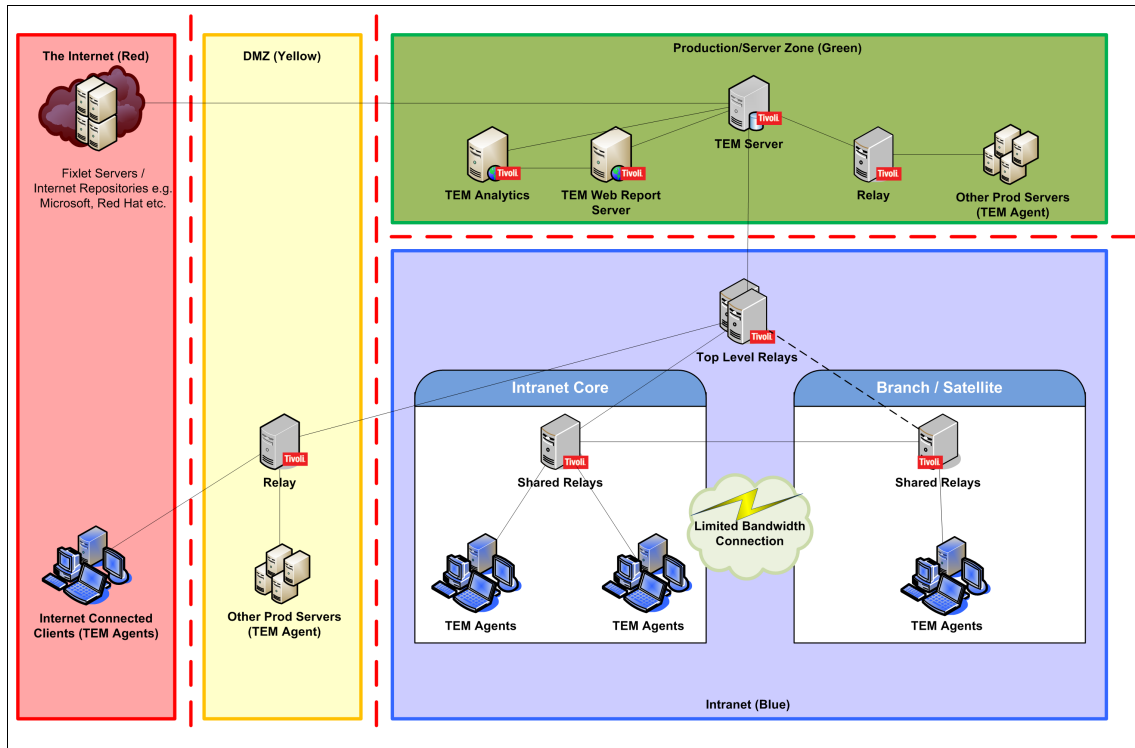 The Internet (Red)
Fixlet Servers /
Internet Repositories e.g.
Microsoft, Red Hat etc.
Internet Connected
Clients (TEM Agents)
DMZ (Yellow)
Tivoli.
Relay
Other Prod Servers
(TEM Agent)
Production/Server Zone (Green)
Tivoli.
TEM Server
Tivoli.
TEM Analytics
Tivoli.
TEM Web Report
Server
Tivoli.
Relay
Other Prod Servers
(TEM Agent)
Tivoli.
Top Level Relays
Intranet Core
Tivoli.
Shared Relays
TEM Agents
TEM Agents
Limited Bandwidth
Connection
Branch / Satellite
Tivoli.
Shared Relays
TEM Agents
Intranet (Blue)